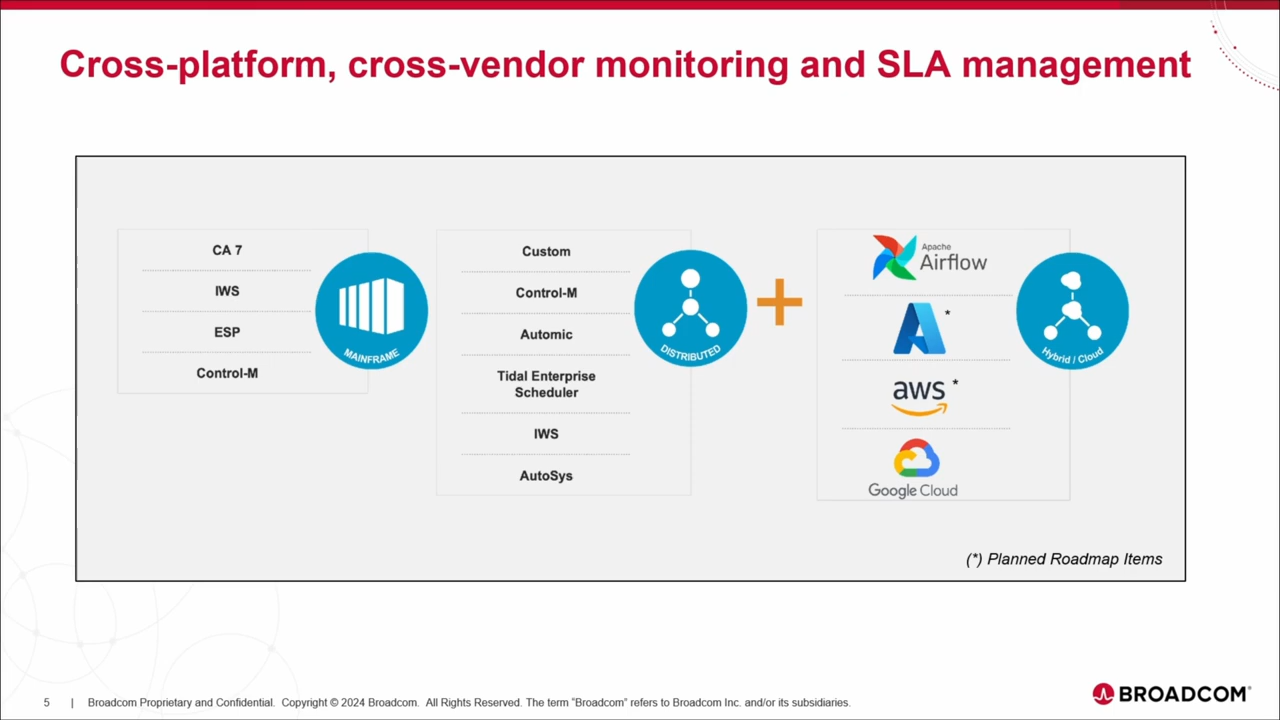 Cross-platform, cross-vendor monitoring and SLA management
CA 7
IWS
ESP
Control-M
MAINFRAME
Custom
Control-M
Automic
Tidal Enterprise
Scheduler
IWS
AutoSys
DISTRIBUTED
Apache
Airflow
*
aws *
Google Cloud
Hybrid / Cloud
(*) Planned Roadmap Items
5 | Broadcom Proprietary and Confidential. Copyright © 2024 Broadcom. All Rights Reserved. The term “Broadcom” refers to Broadcom Inc. and/or its subsidiaries.
BROADCOM®